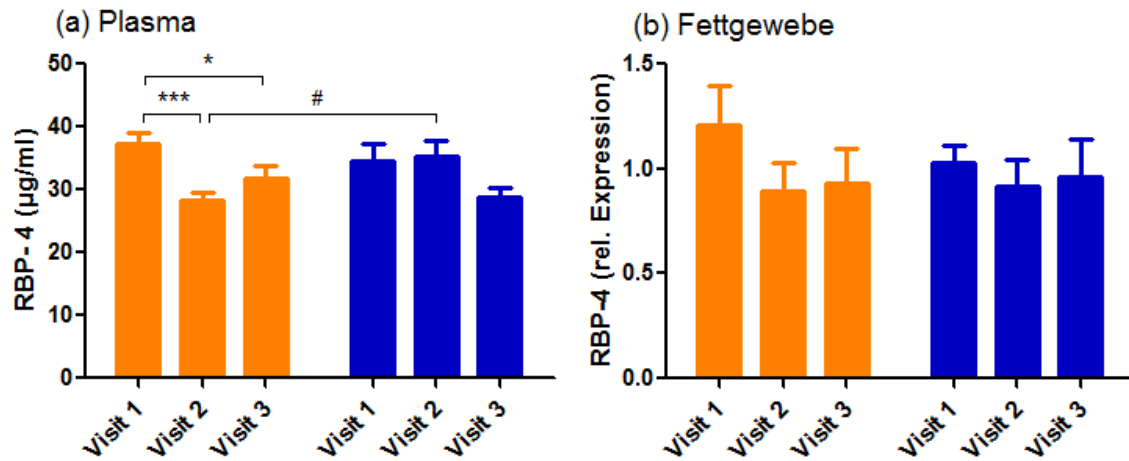 (a) Plasma
RBP- 4 (µg/ml)
50
40
30
20
10
0
*
***
#
Visit 1
Visit 2
Visit 3
Visit 1
Visit 2
Visit 3
(b) Fettgewebe
RBP-4 (rel. Expression)
1.5
1.0
0.5
0.0
Visit 1
Visit 2
Visit 3
Visit 1
Visit 2
Visit 3